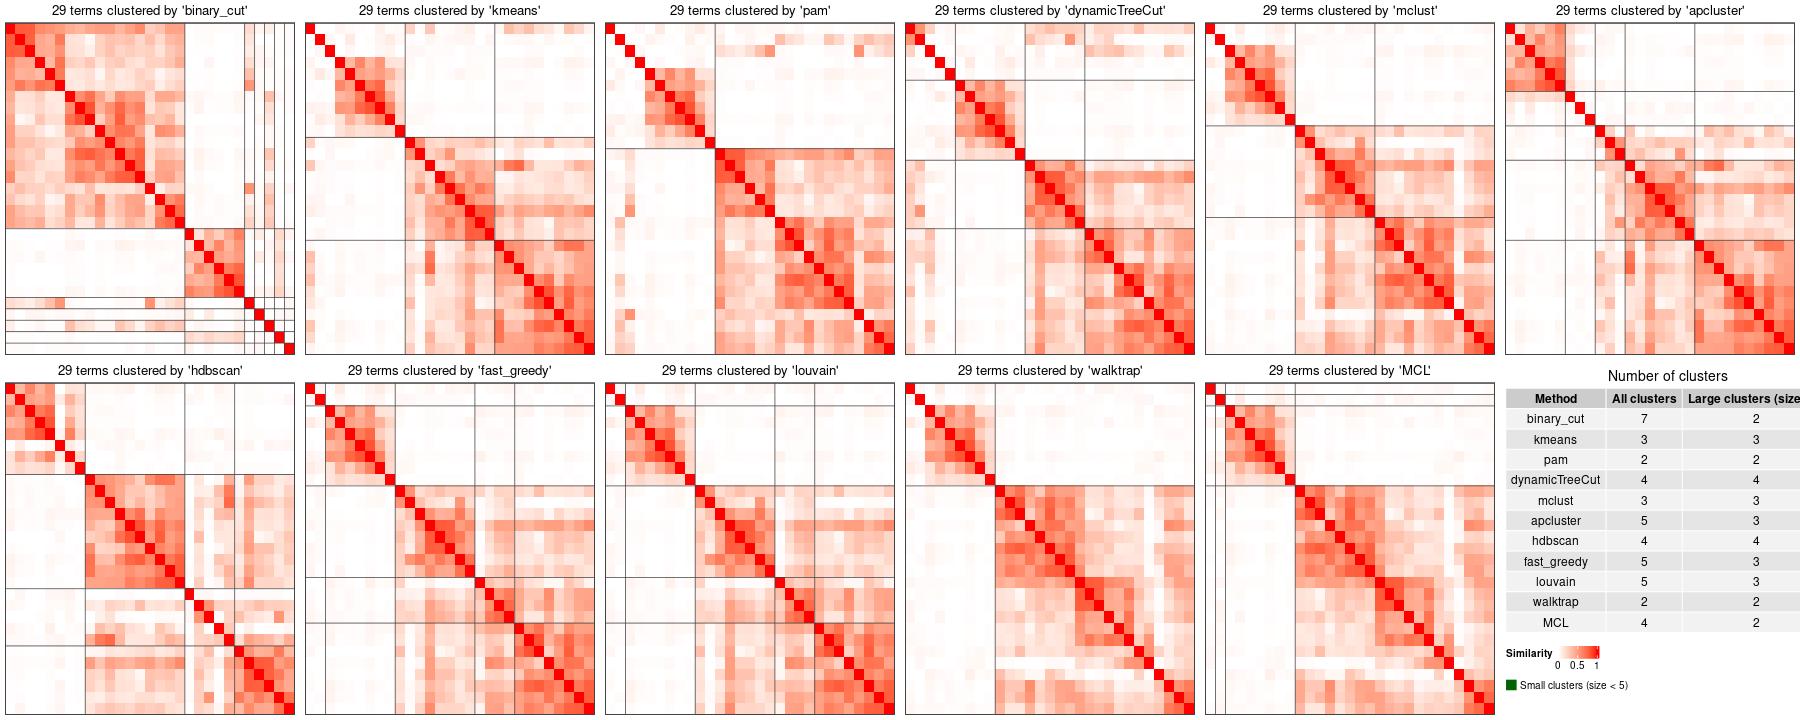 29 terms clustered by 'binary_cut'
29 terms clustered by 'kmeans'
29 terms clustered by 'pam'
29 terms clustered by 'dynamicTreeCut'
29 terms clustered by 'mclust'
29 terms clustered by 'apcluster'
29 terms clustered by 'hdbscan'
29 terms clustered by 'fast_greedy'
29 terms clustered by 'louvain'
29 terms clustered by 'walktrap'
29 terms clustered by 'MCL'
Number of clusters
Method All clusters Large clusters (size
binary_cut 7 2
kmeans 3 3
pam 2 2
dynamicTreeCut 4 4
mclust 3 3
apcluster 5 3
hdbscan 4 4
fast_greedy 5 3
louvain 5 3
walktrap 2 2
MCL 4 2
Similarity
0 0.5 1
Small clusters (size < 5)